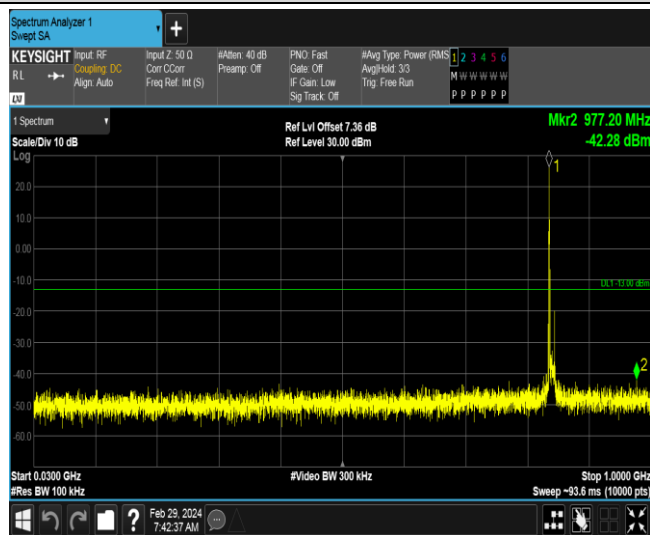 Spectrum Analyzer 1
Swept SA
+
KEYSIGHT
RL
LXI
Input: RF
Coupling: DC
Align: Auto
Input Z: 50 Ω
Corr CCorr
Freq Ref: Int (S)
#Atten: 40 dB
Preamp: Off
PNO: Fast
Gate: Off
IF Gain: Low
Sig Track: Off
#Avg Type: Power (RMS
Avg|Hold: 3/3
Trig: Free Run
1 2 3 4 5 6
M W W W W W
P P P P P P
1 Spectrum
Scale/Div 10 dB
Log
Ref Lvl Offset 7.36 dB
Ref Level 30.00 dBm
Mkr2 977.20 MHz
-42.28 dBm
1
20.0
10.0
0.00
-10.0
DL1 -13.00 dBm
-20.0
-30.0
-40.0
2
-50.0
-60.0
Start 0.0300 GHz
#Res BW 100 kHz
#Video BW 300 kHz
Stop 1.0000 GHz
Sweep ~93.6 ms (10000 pts)
?
Feb 29, 2024
7:42:37 AM